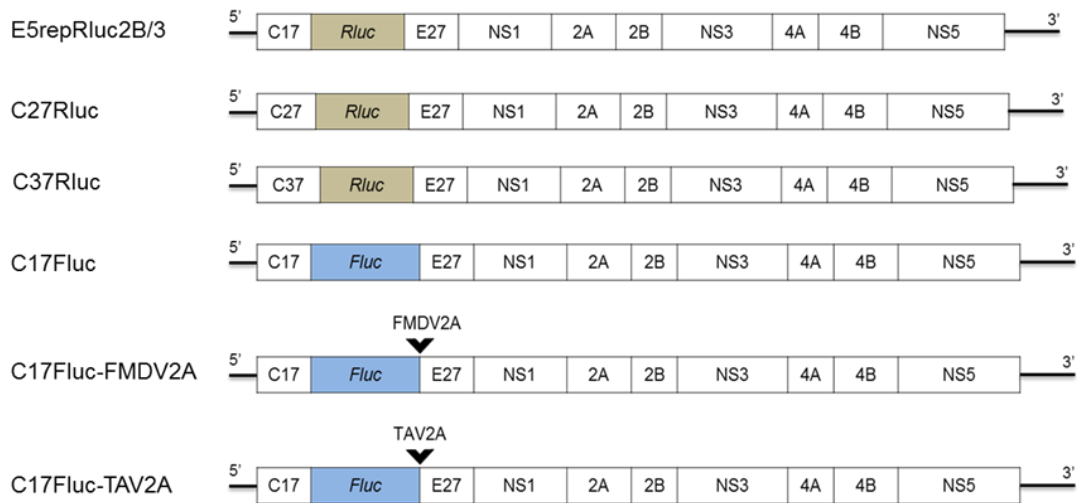 E5repRluc2B/3 5' C17 Rluc E27 NS1 2A 2B NS3 4A 4B NS5 3'
C27Rluc 5' C27 Rluc E27 NS1 2A 2B NS3 4A 4B NS5 3'
C37Rluc 5' C37 Rluc E27 NS1 2A 2B NS3 4A 4B NS5 3'
C17Fluc 5' C17 Fluc E27 NS1 2A 2B NS3 4A 4B NS5 3'
FMDV2A
C17Fluc-FMDV2A 5' C17 Fluc E27 NS1 2A 2B NS3 4A 4B NS5 3'
TAV2A
C17Fluc-TAV2A 5' C17 Fluc E27 NS1 2A 2B NS3 4A 4B NS5 3'